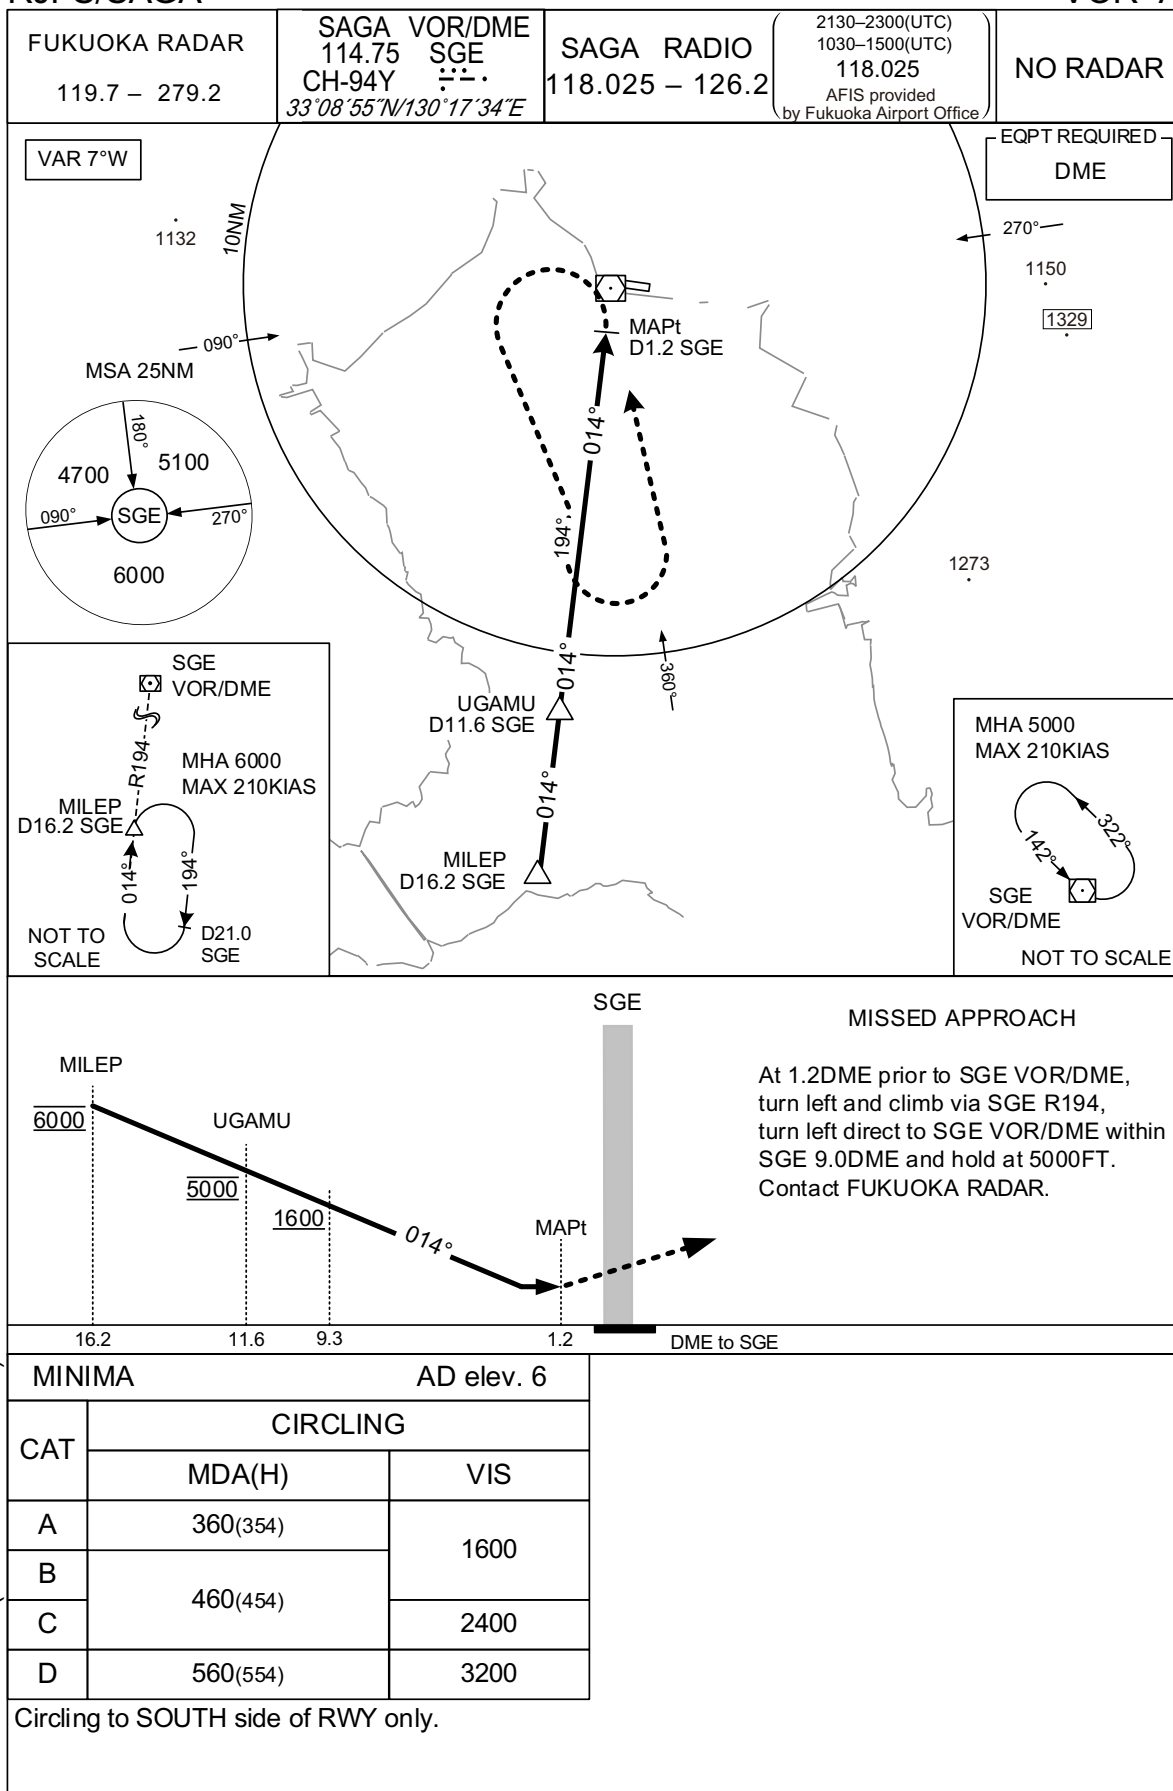 FUKUOKA RADAR
119.7 – 279.2
SAGA VOR/DME
114.75 SGE
CH-94Y
33°08´55˝N/130°17´34˝E
SAGA RADIO
118.025 – 126.2
2130–2300(UTC)
1030–1500(UTC)
118.025
AFIS provided
by Fukuoka Airport Office
NO RADAR
VAR 7°W
EQPT REQUIRED
DME
10NM
1132
270°
1150
1329
090°
MAPt
D1.2 SGE
MSA 25NM
180°
4700
5100
090°
SGE
270°
6000
014°
194°
1273
014°
360°
UGAMU
D11.6 SGE
014°
MILEP
D16.2 SGE
SGE
VOR/DME
R194
MHA 6000
MAX 210KIAS
MILEP
D16.2 SGE
014°
194°
D21.0
SGE
NOT TO
SCALE
MHA 5000
MAX 210KIAS
322°
142°
SGE
VOR/DME
NOT TO SCALE
SGE
MISSED APPROACH
At 1.2DME prior to SGE VOR/DME,
turn left and climb via SGE R194,
turn left direct to SGE VOR/DME within
SGE 9.0DME and hold at 5000FT.
Contact FUKUOKA RADAR.
MILEP
6000
UGAMU
5000
1600
014°
MAPt
16.2 11.6 9.3 1.2 DME to SGE
MINIMA AD elev. 6
CAT
CIRCLING
MDA(H) VIS
A 360(354)
1600
B
460(454)
C 2400
D 560(554) 3200
Circling to SOUTH side of RWY only.